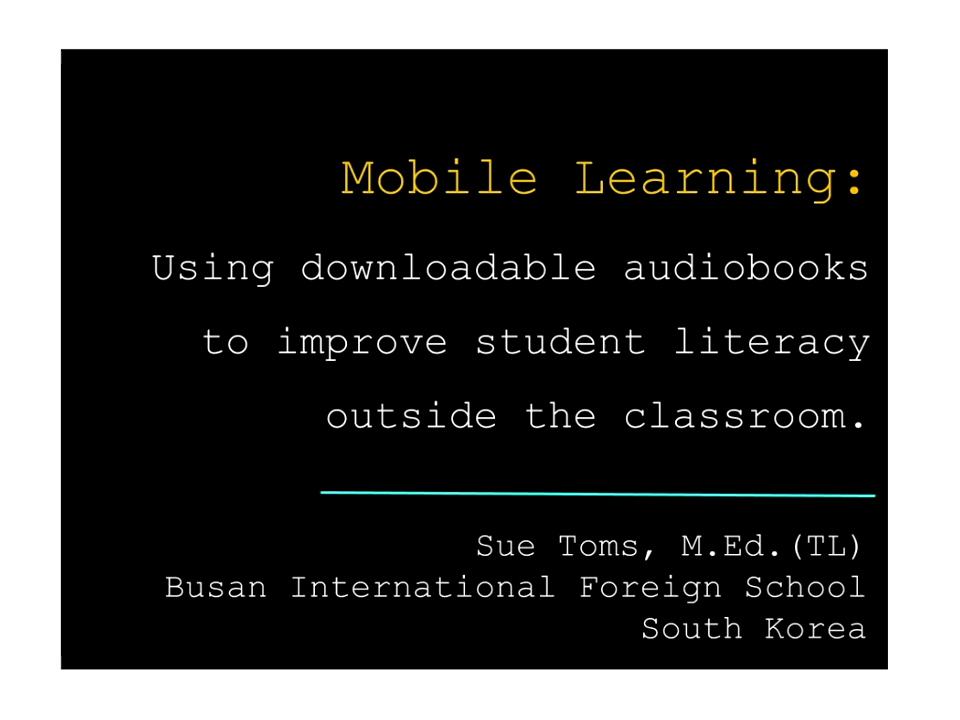 Mobile Learning:
Using downloadable audiobooks
to improve student literacy
outside the classroom.
Sue Toms, M.Ed.(TL)
Busan International Foreign School
South Korea